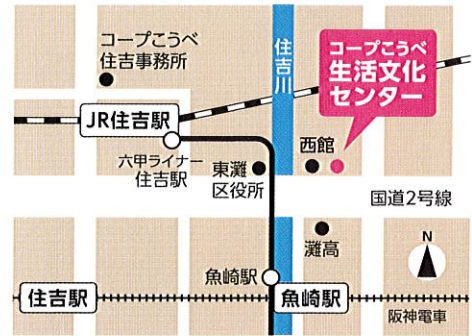 コープこうべ
住吉事務所
住吉川
コープこうべ
生活文化
センター
JR住吉駅
六甲ライナー
住吉駅
東灘
区役所
西館
国道2号線
灘高
N
魚崎駅
住吉駅
魚崎駅
阪神電車